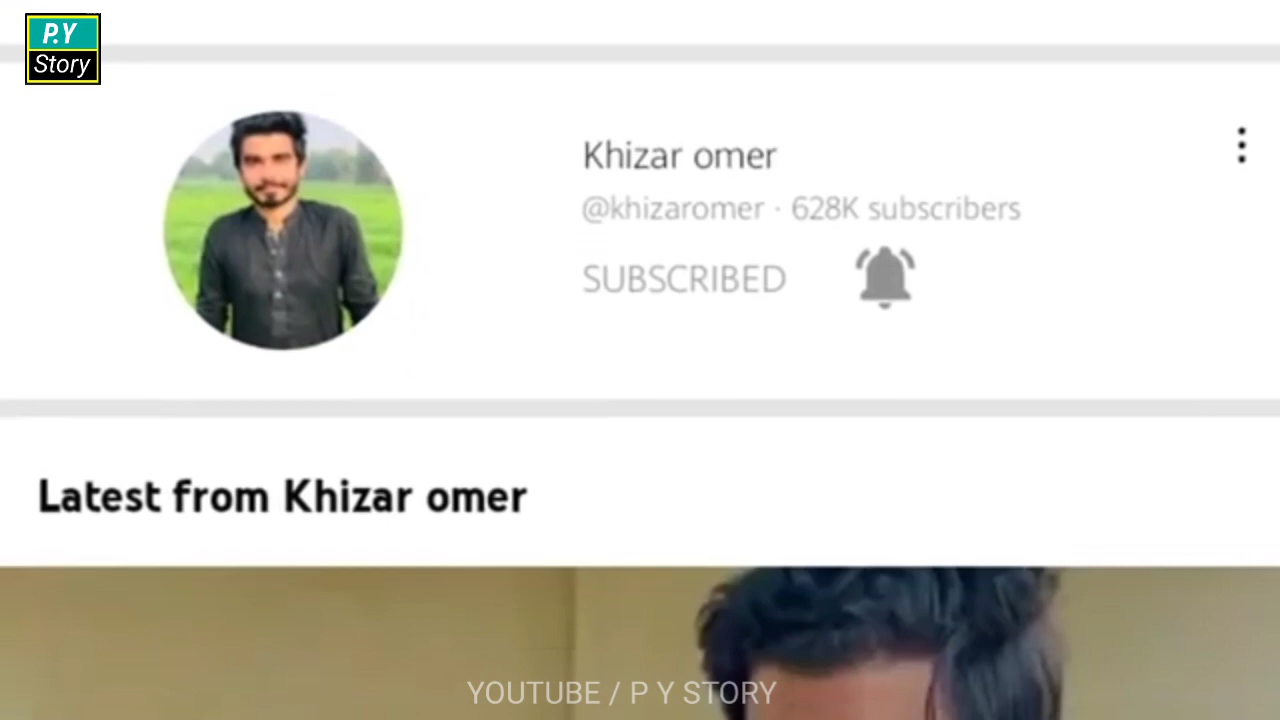 P.Y
Story
Khizar omer
@khizaromer · 628K subscribers
SUBSCRIBED
Latest from Khizar omer
YOUTUBE / P Y STORY